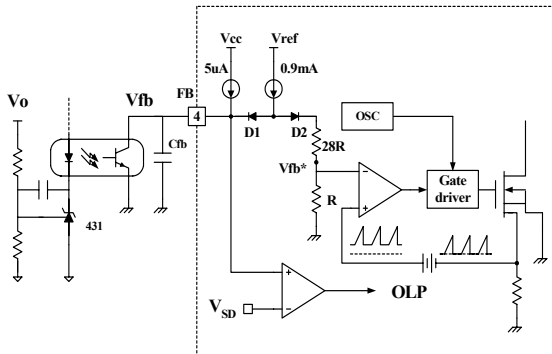 Vcc Vref
5uA 0.9mA
Vo Vfb FB
4
OSC
D1 D2
Cfb
28R
Vfb*
Gate
driver
R
431
OLP
VSD
+
-
-
+